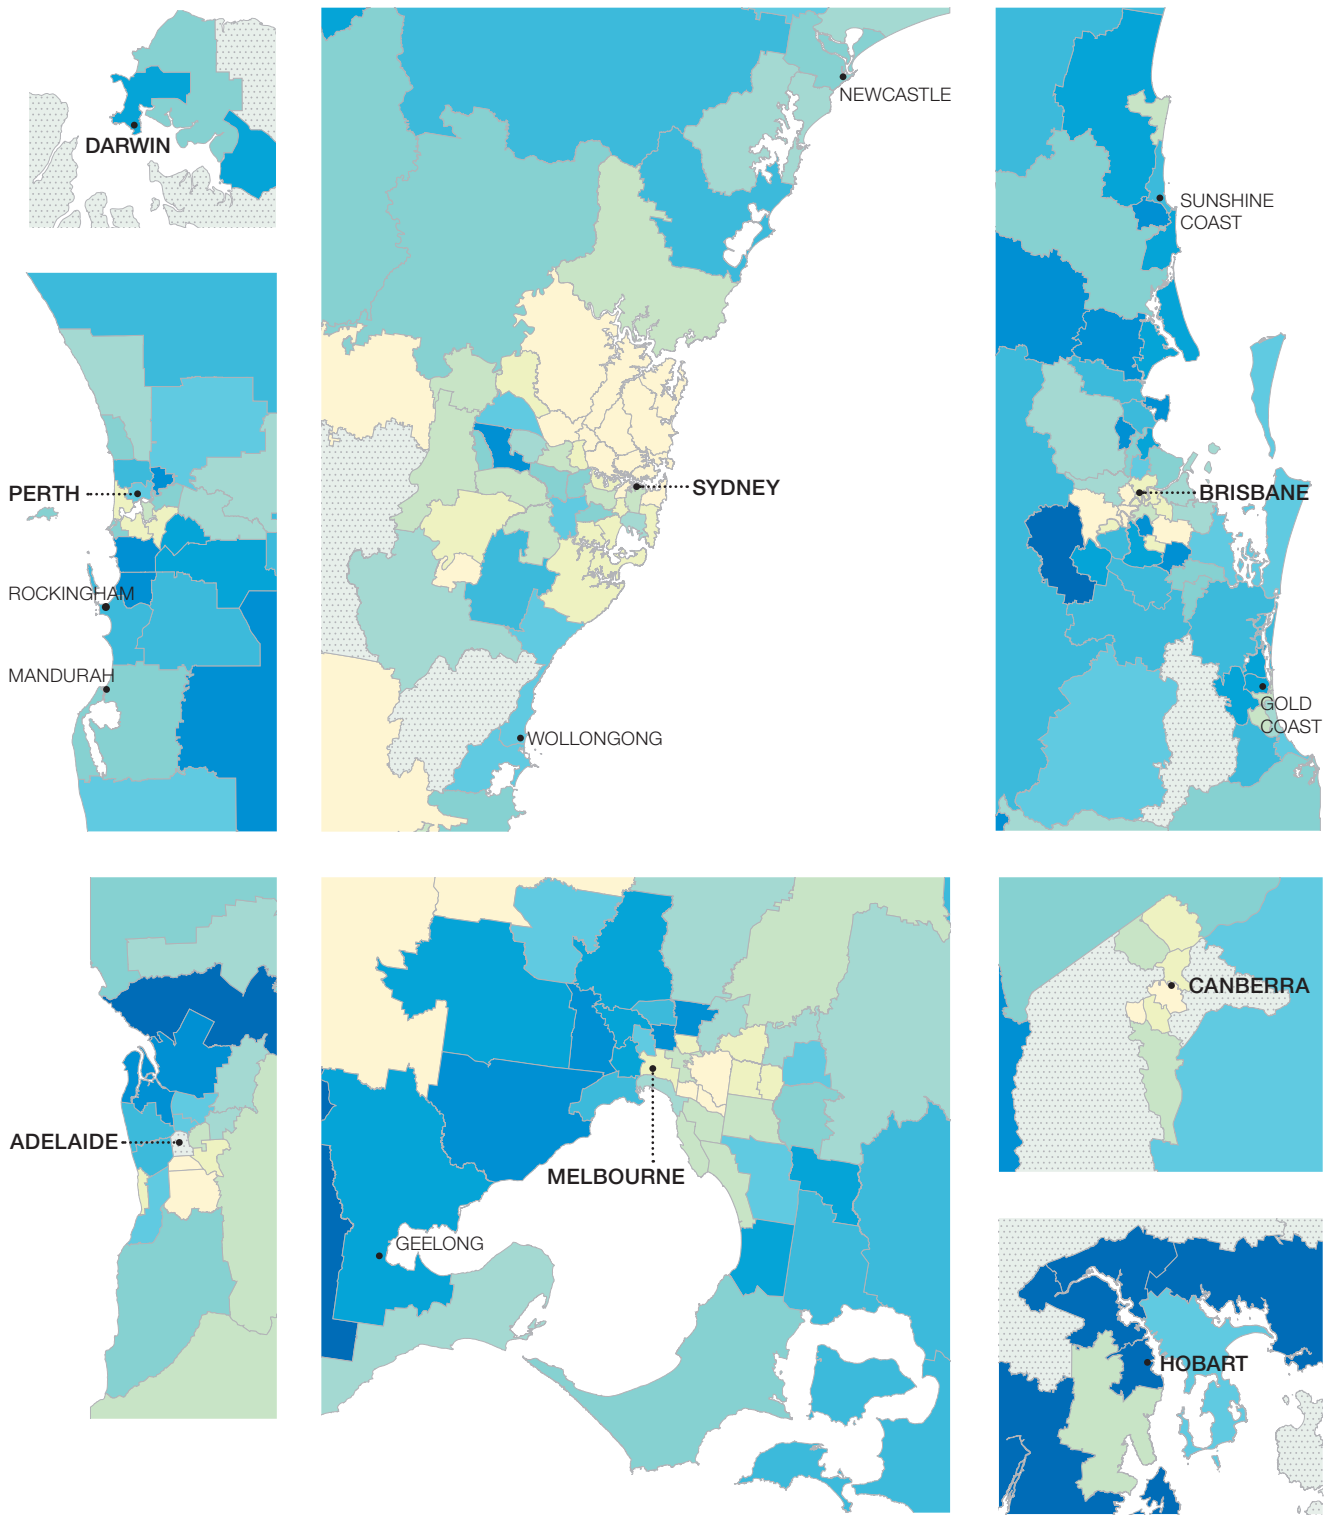 DARWIN
NEWCASTLE
SUNSHINE
COAST
PERTH
SYDNEY
BRISBANE
ROCKINGHAM
MANDURAH
GOLD
COAST
WOLLONGONG
CANBERRA
ADELAIDE
MELBOURNE
GEELONG
HOBART